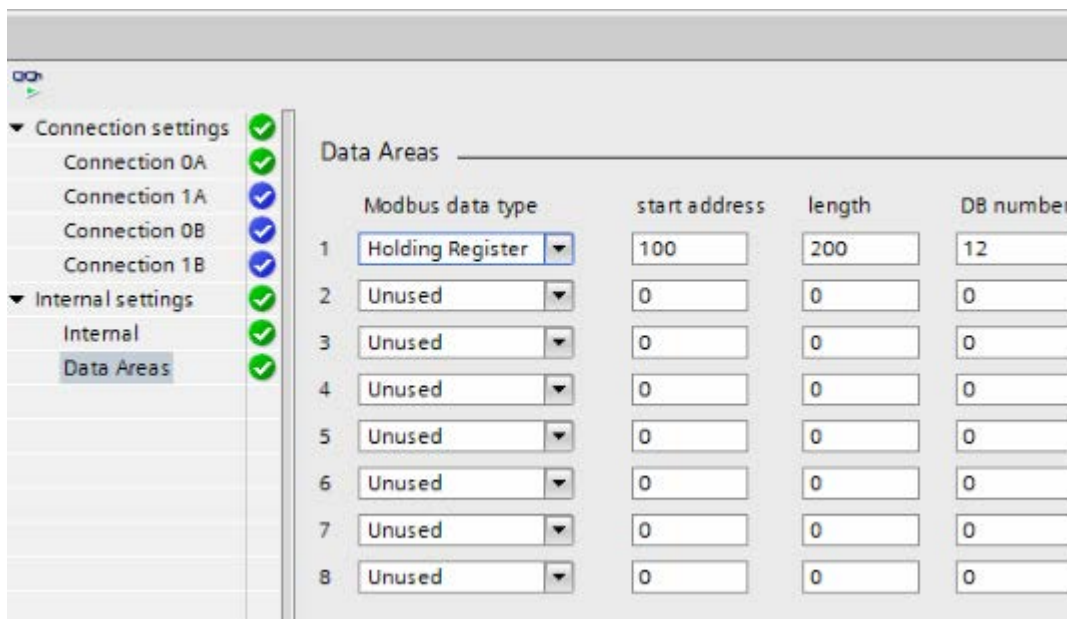 Connection settings
Connection 0A
Connection 1A
Connection 0B
Connection 1B
Internal settings
Internal
Data Areas
Data Areas
Modbus data type start address length DB number
1 Holding Register 100 200 12
2 Unused 0 0 0
3 Unused 0 0 0
4 Unused 0 0 0
5 Unused 0 0 0
6 Unused 0 0 0
7 Unused 0 0 0
8 Unused 0 0 0